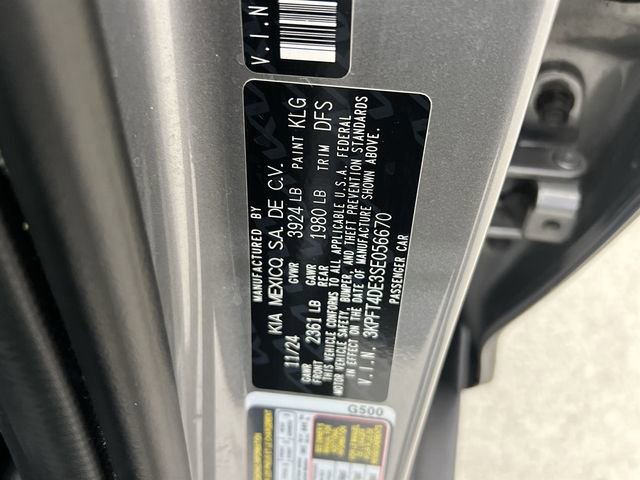 V.I.N
MANUFACTURED BY
KIA MEXICO, S.A. DE C.V.
11/24 GVWR 3924 LB PAINT KLG
GAWR FRONT 2361 LB GAWR REAR 1980 LB TRIM DFS
THIS VEHICLE CONFORMS TO ALL APPLICABLE U.S.A. FEDERAL
MOTOR VEHICLE SAFETY, BUMPER, AND THEFT PREVENTION STANDARDS
IN EFFECT ON THE DATE OF MANUFACTURE SHOWN ABOVE.
V.I.N. 3KPFT4DE3SE056670
PASSENGER CAR
G500